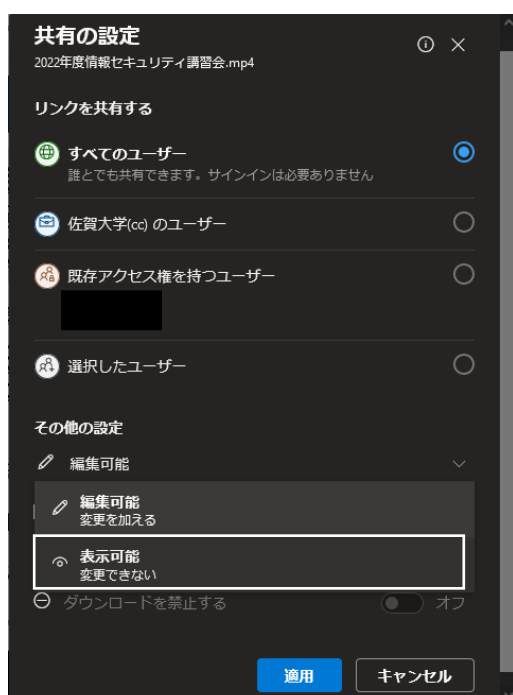 共有の設定
2022年度情報セキュリティ講習会.mp4
リンクを共有する
すべてのユーザー
誰とでも共有できます。サインインは必要ありません
佐賀大学(cc) のユーザー
既存アクセス権を持つユーザー
選択したユーザー
その他の設定
編集可能
編集可能
変更を加える
表示可能
変更できない
ダウンロードを禁止する オフ
適用 キャンセル